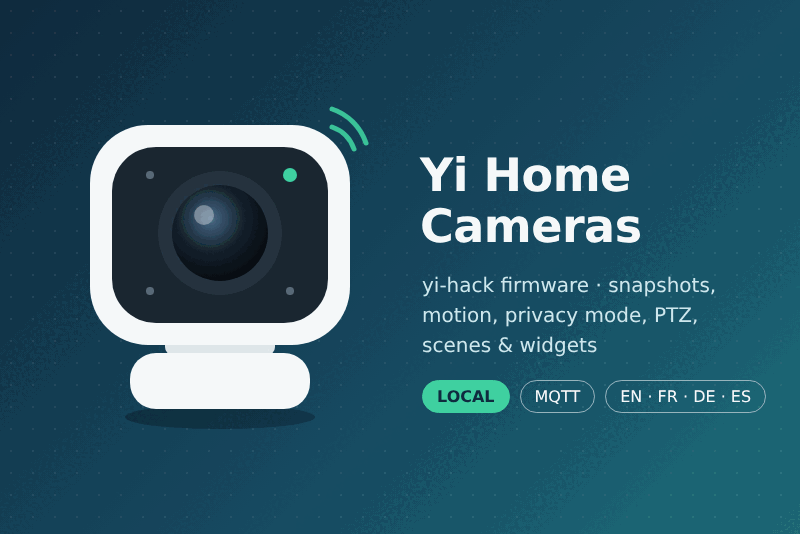 Yi Home
Cameras
yi-hack firmware · snapshots,
motion, privacy mode, PTZ,
scenes & widgets
LOCAL
MQTT
EN · FR · DE · ES